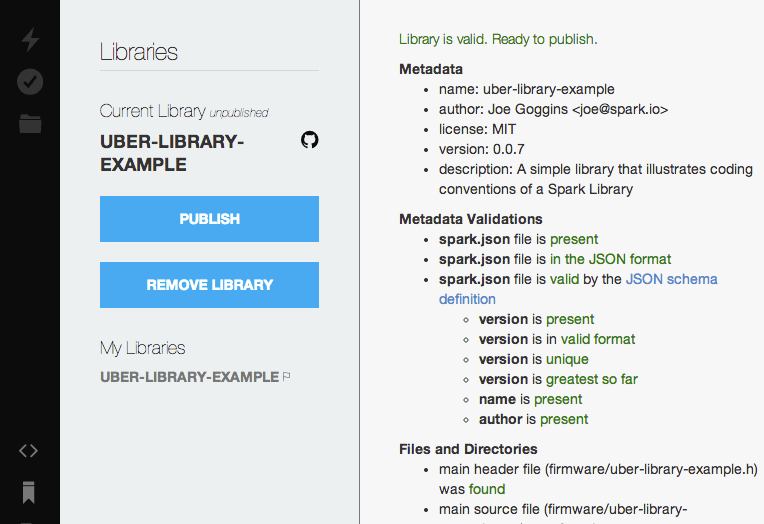 Libraries
Current Library unpublished
UBER-LIBRARY-
EXAMPLE
PUBLISH
REMOVE LIBRARY
My Libraries
UBER-LIBRARY-EXAMPLE
Library is valid. Ready to publish.
Metadata
name: uber-library-example
author: Joe Goggins <joe@spark.io>
license: MIT
version: 0.0.7
description: A simple library that illustrates coding
conventions of a Spark Library
Metadata Validations
spark.json file is present
spark.json file is in the JSON format
spark.json file is valid by the JSON schema
definition
version is present
version is in valid format
version is unique
version is greatest so far
name is present
author is present
Files and Directories
main header file (firmware/uber-library-example.h)
was found
main source file (firmware/uber-library-